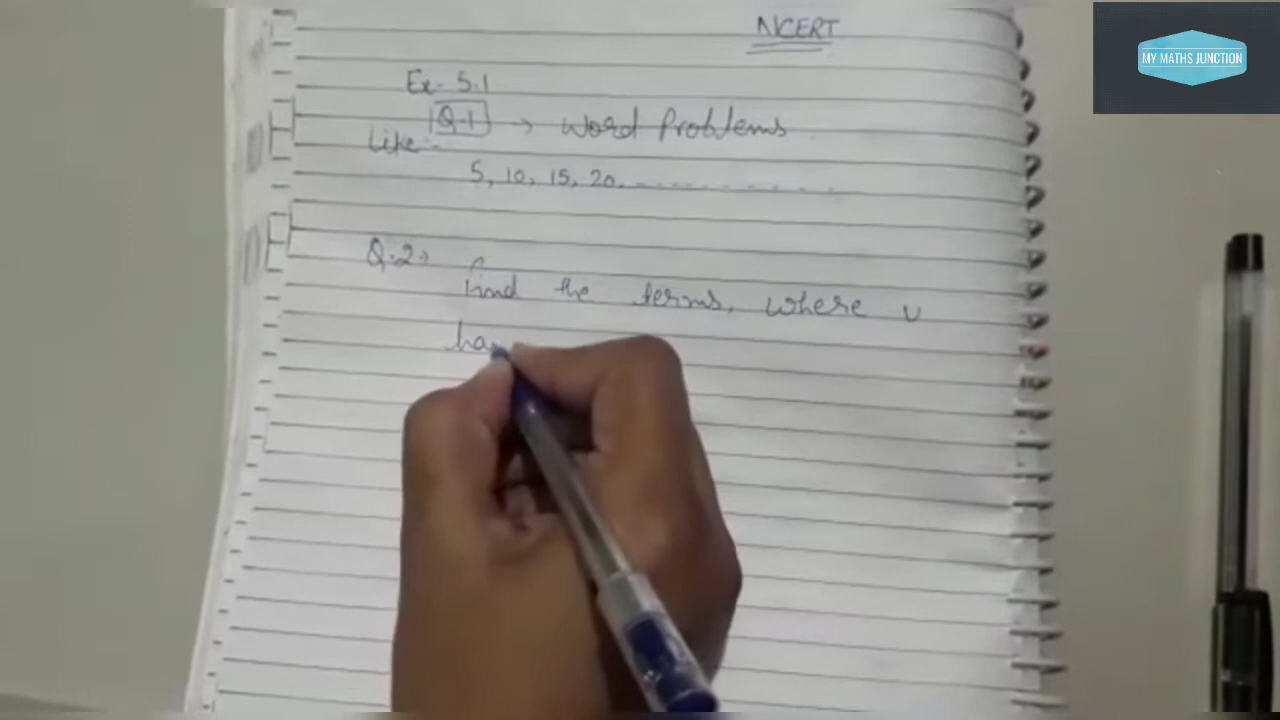 NCERT
MY MATHS JUNCTION
Ex- 5.1
Q.1 → Word Problems
Like:-
5, 10, 15, 20, - - - - - - - - -
Q.2→
Find the terms, where u
ha